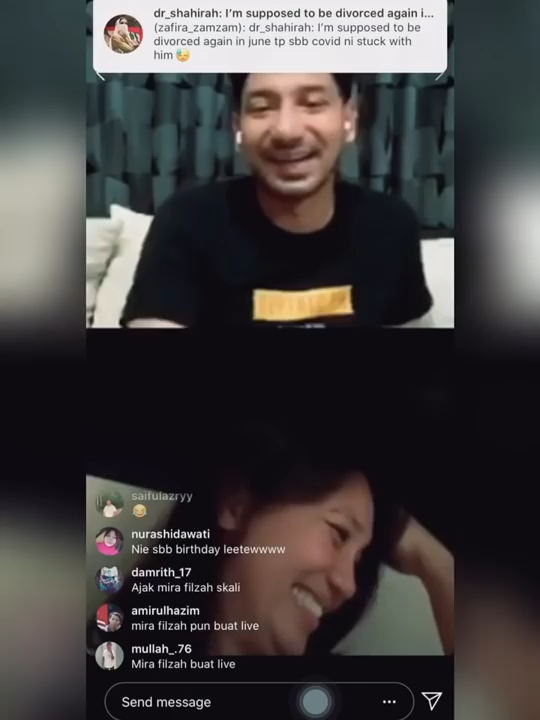 dr_shahirah: I'm supposed to be divorced again i...
(zafira_zamzam): dr_shahirah: I'm supposed to be
divorced again in june tp sbb covid ni stuck with
him 😓
saifulazryy
😂
nurashidawati
Nie sbb birthday leetewwww
damrith_17
Ajak mira filzah skali
amirulhazim
mira filzah pun buat live
mullah_.76
Mira filzah buat live
Send message